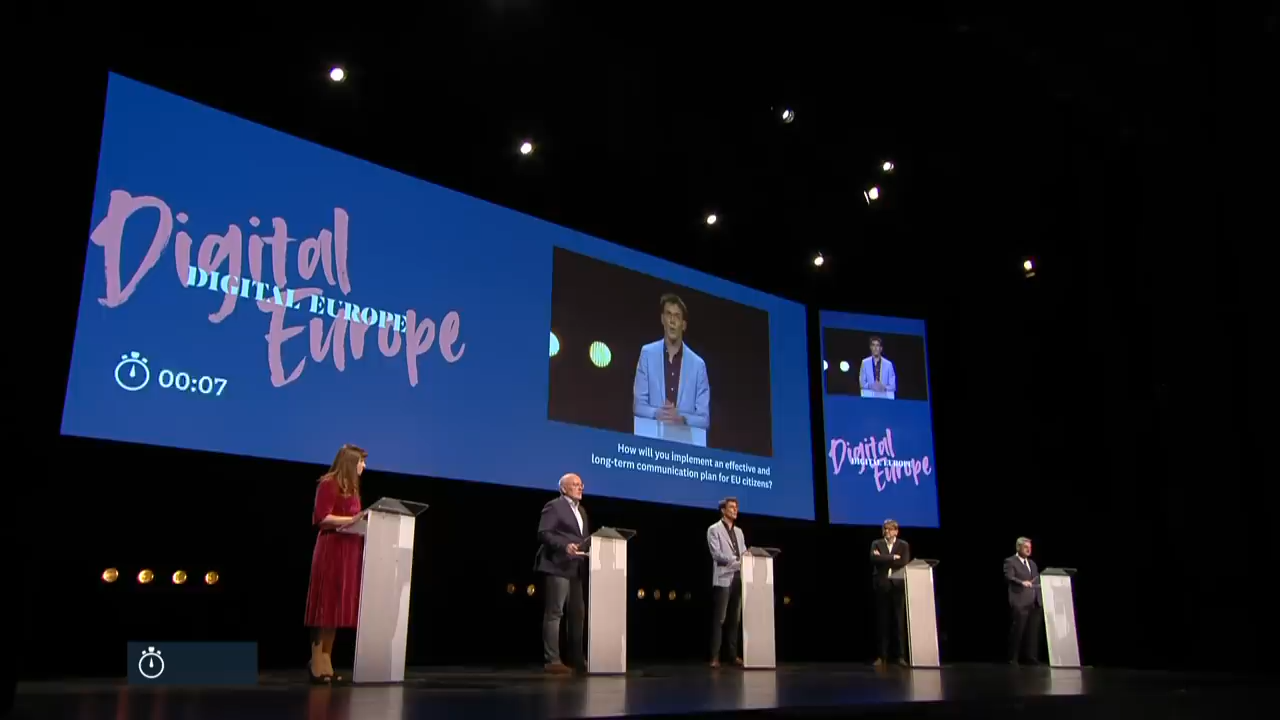 Digital
DIGITAL EUROPE
Europe
00:07
How will you implement an effective and
long-term communication plan for EU citizens?
Digital
DIGITAL EUROPE
Europe